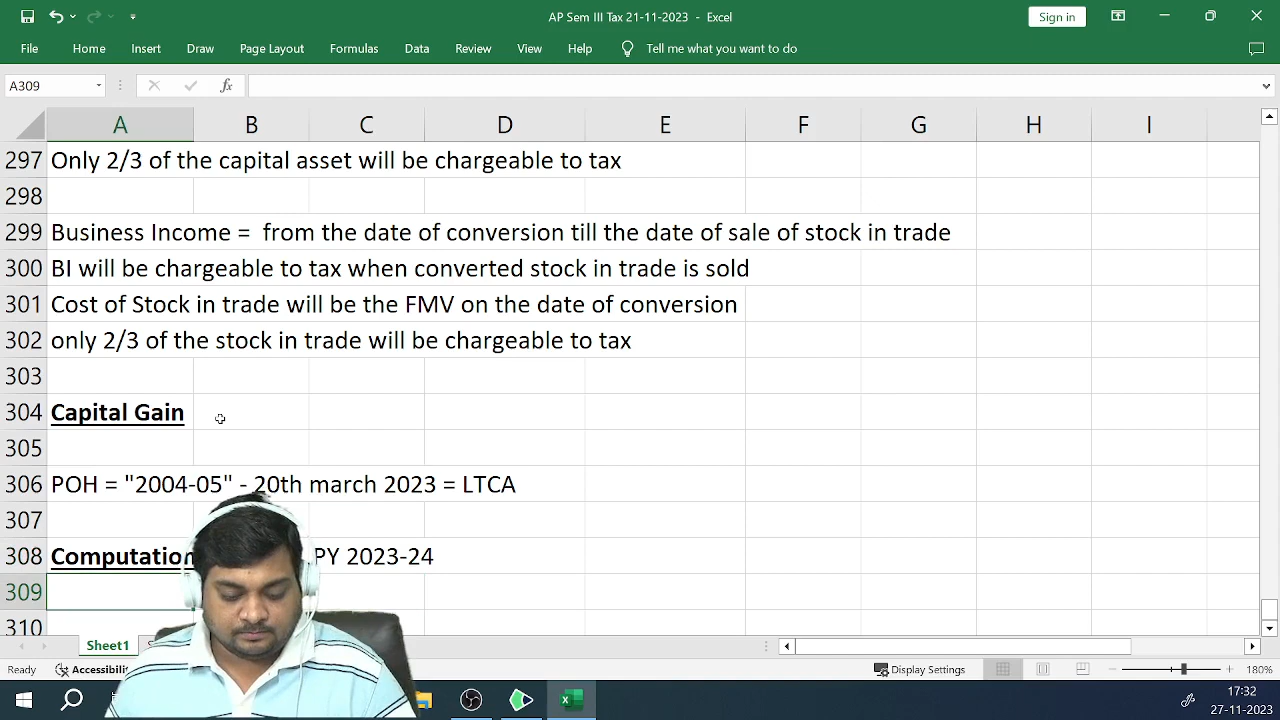 AP Sem III Tax 21-11-2023 - Excel
Sign in
File Home Insert Draw Page Layout Formulas Data Review View Help Tell me what you want to do
A309 fx
A B C D E F G H I
297 Only 2/3 of the capital asset will be chargeable to tax
298
299 Business Income = from the date of conversion till the date of sale of stock in trade
300 BI will be chargeable to tax when converted stock in trade is sold
301 Cost of Stock in trade will be the FMV on the date of conversion
302 only 2/3 of the stock in trade will be chargeable to tax
303
304 Capital Gain
305
306 POH = "2004-05" - 20th march 2023 = LTCA
307
308 Computation PY 2023-24
309
310
Sheet1
Ready Display Settings 180%
17:32
27-11-2023